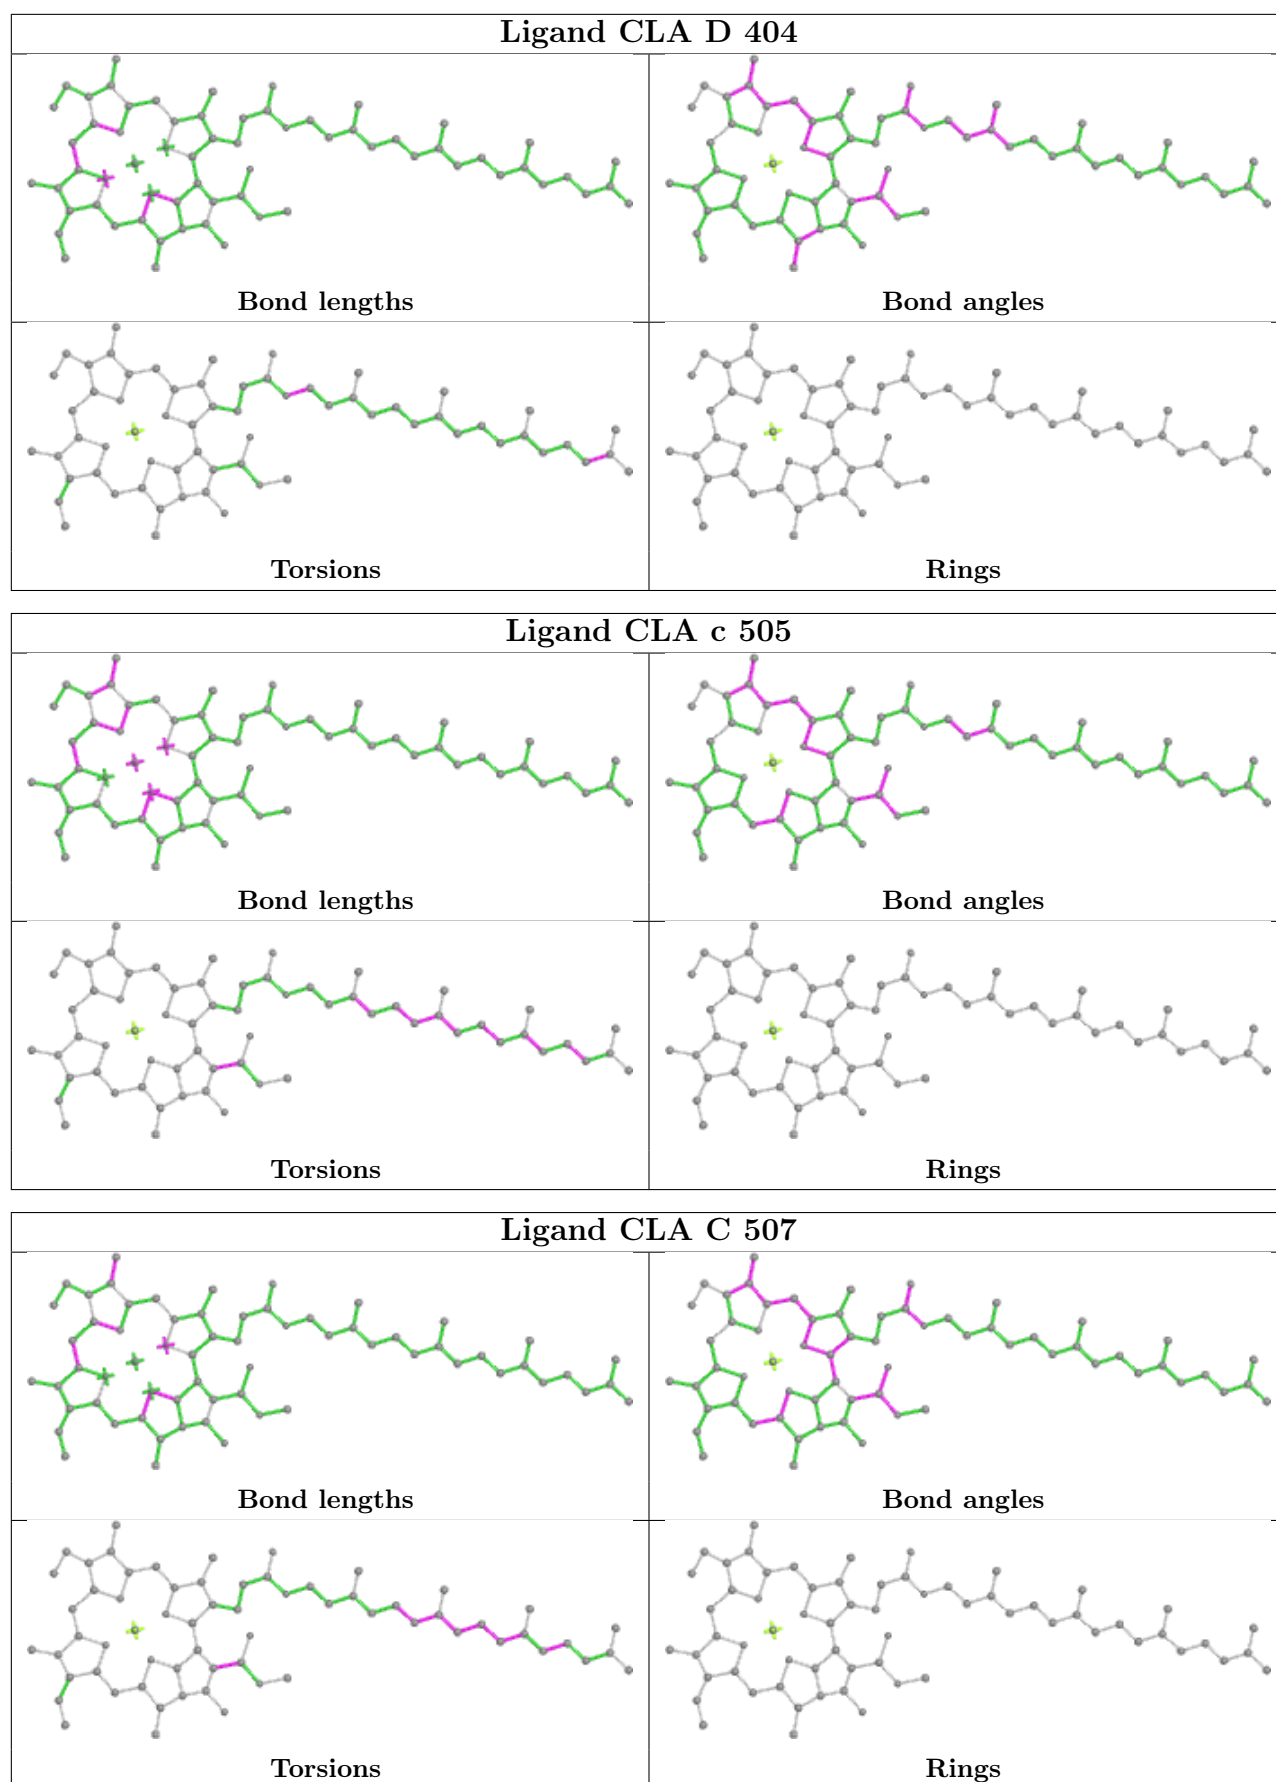 Ligand CLA D 404
Bond lengths
Bond angles
Torsions
Rings
Ligand CLA c 505
Bond lengths
Bond angles
Torsions
Rings
Ligand CLA C 507
Bond lengths
Bond angles
Torsions
Rings